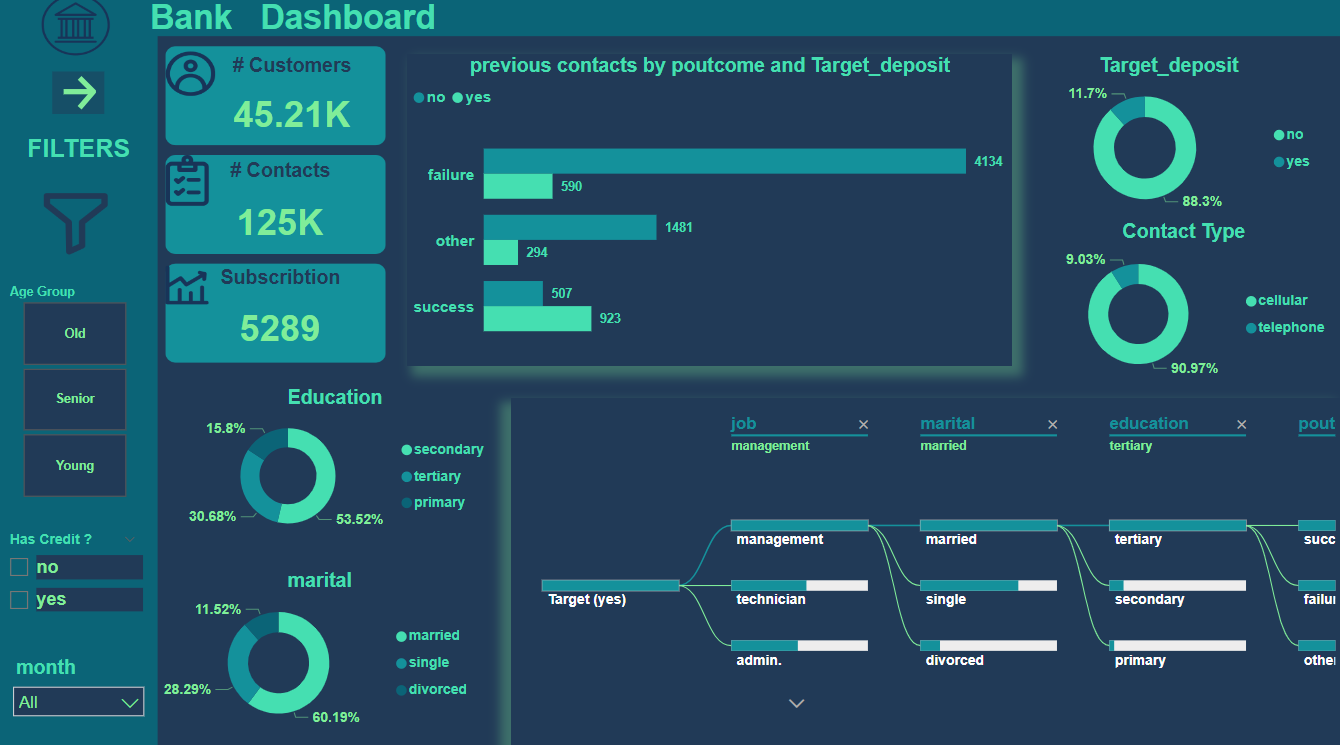 Bank Dashboard
FILTERS
Age Group
Old
Senior
Young
Has Credit ?
no
yes
month
All
# Customers
45.21K
# Contacts
125K
Subscribtion
5289
previous contacts by poutcome and Target_deposit
no yes
failure
4134
590
other
1481
294
success
507
923
Target_deposit
11.7%
88.3%
no
yes
Contact Type
9.03%
90.97%
cellular
telephone
Education
15.8%
30.68%
53.52%
secondary
tertiary
primary
marital
11.52%
28.29%
60.19%
married
single
divorced
job marital education pout
management married tertiary
Target (yes)
management married tertiary succ
technician single secondary failu
admin. divorced primary other